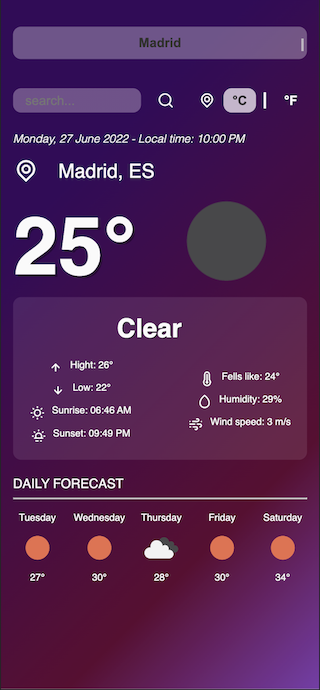 Madrid
search...
°C | °F
Monday, 27 June 2022 - Local time: 10:00 PM
Madrid, ES
25°
Clear
Hight: 26°
Low: 22°
Sunrise: 06:46 AM
Sunset: 09:49 PM
Fells like: 24°
Humidity: 29%
Wind speed: 3 m/s
DAILY FORECAST
Tuesday Wednesday Thursday Friday Saturday
27° 30° 28° 30° 34°